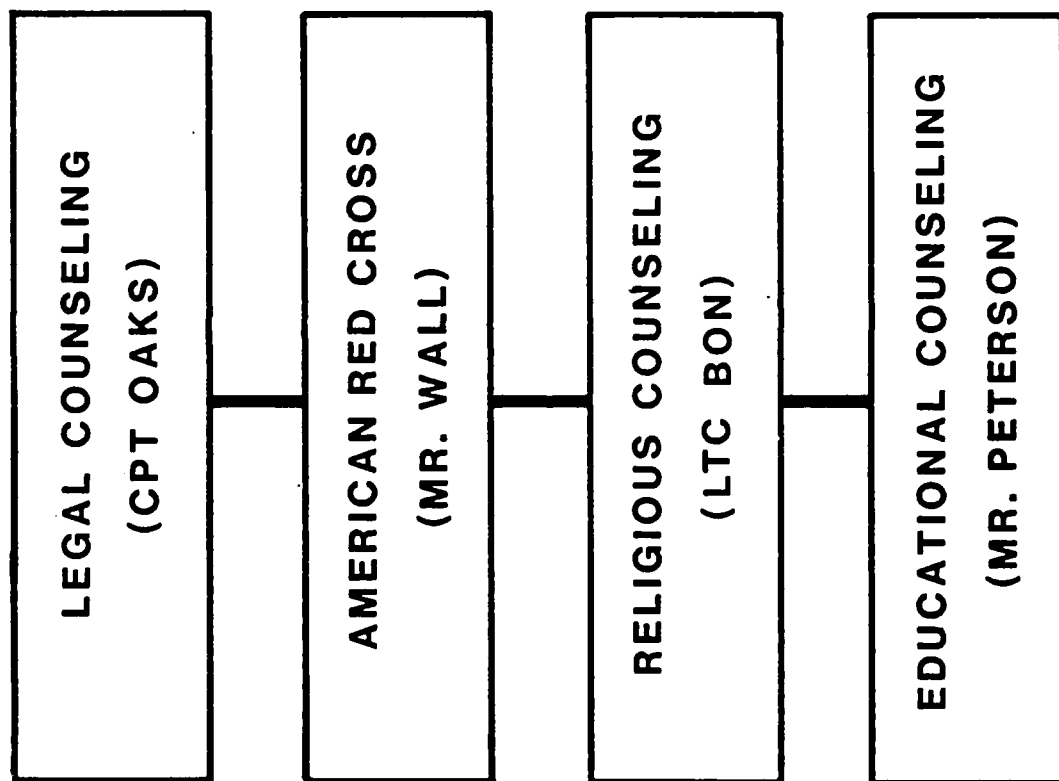 LEGAL COUNSELING
(CPT OAKS)
AMERICAN RED CROSS
(MR. WALL)
RELIGIOUS COUNSELING
(LTC BON)
EDUCATIONAL COUNSELING
(MR. PETERSON)